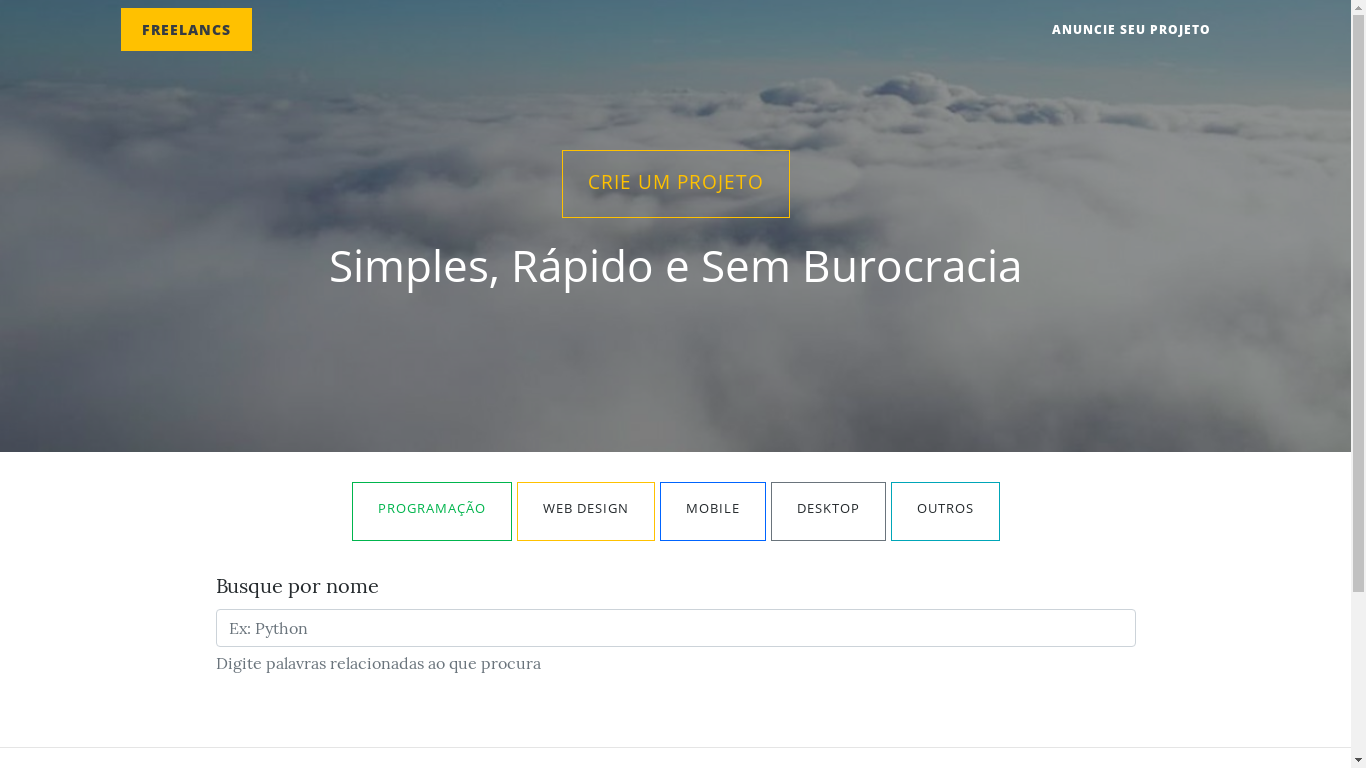 FREELANCS
ANUNCIE SEU PROJETO
CRIE UM PROJETO
Simples, Rápido e Sem Burocracia
PROGRAMAÇÃO
WEB DESIGN
MOBILE
DESKTOP
OUTROS
Busque por nome
Ex: Python
Digite palavras relacionadas ao que procura